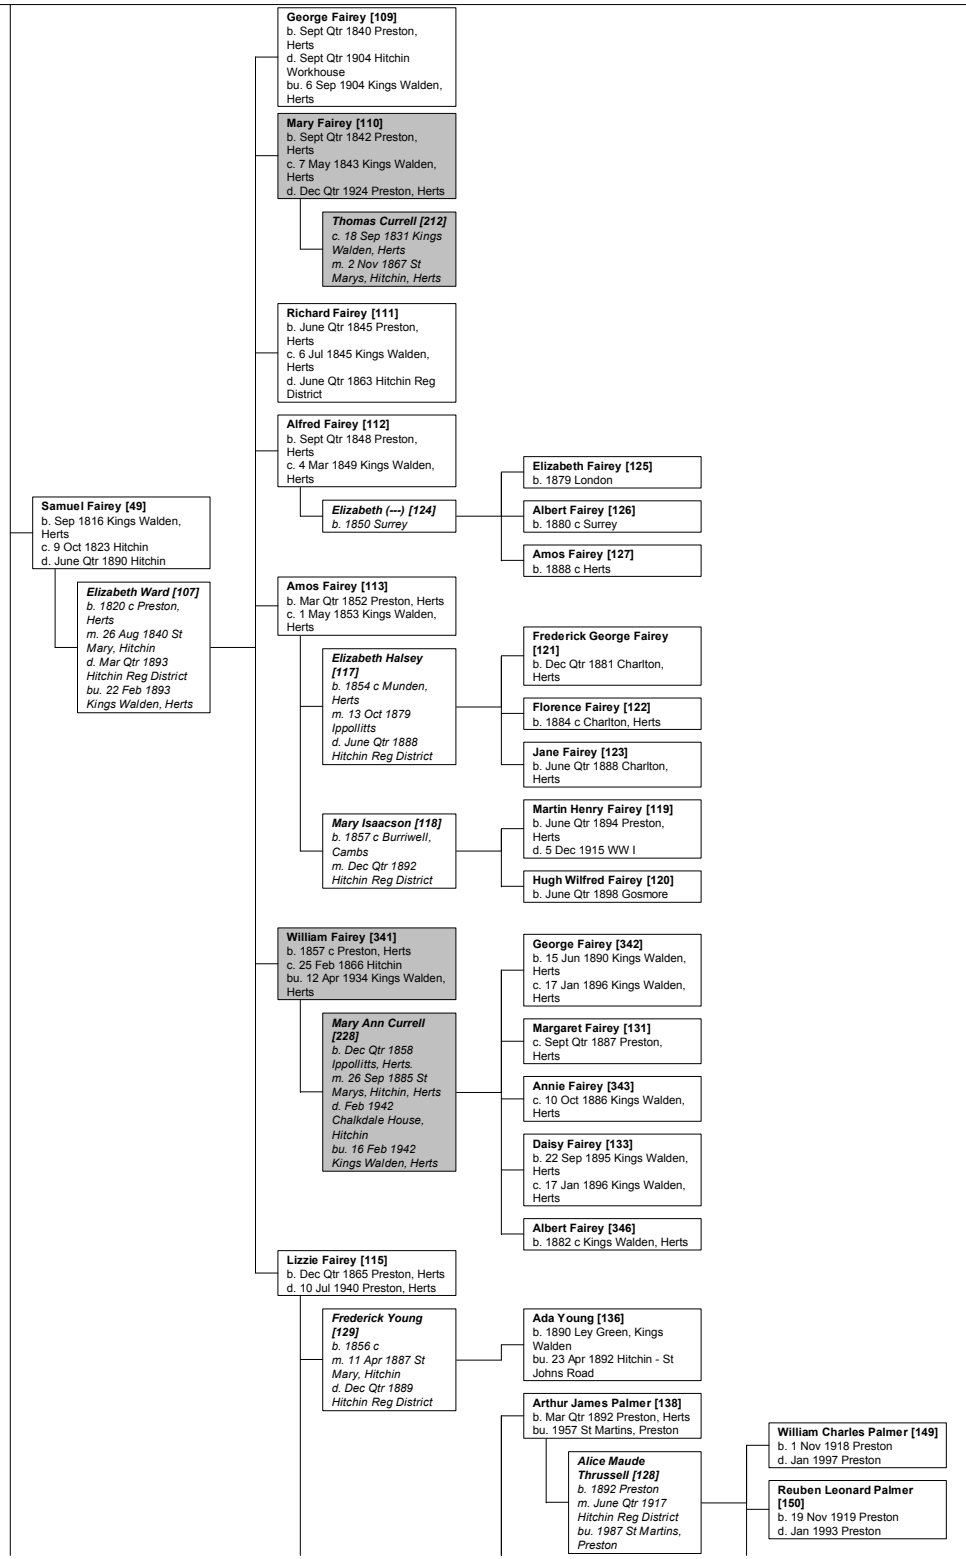 George Fairey [109]
b. Sept Qtr 1840 Preston,
Herts
d. Sept Qtr 1904 Hitchin
Workhouse
bu. 6 Sep 1904 Kings Walden,
Herts
Mary Fairey [110]
b. Sept Qtr 1842 Preston,
Herts
c. 7 May 1843 Kings Walden,
Herts
d. Dec Qtr 1924 Preston, Herts
Thomas Currell [212]
c. 18 Sep 1831 Kings
Walden, Herts
m. 2 Nov 1867 St
Marys, Hitchin, Herts
Richard Fairey [111]
b. June Qtr 1845 Preston,
Herts
c. 6 Jul 1845 Kings Walden,
Herts
d. June Qtr 1863 Hitchin Reg
District
Alfred Fairey [112]
b. Sept Qtr 1848 Preston,
Herts
c. 4 Mar 1849 Kings Walden,
Herts
Elizabeth (---) [124]
b. 1850 Surrey
Elizabeth Fairey [125]
b. 1879 London
Albert Fairey [126]
b. 1880 c Surrey
Amos Fairey [127]
b. 1888 c Herts
Samuel Fairey [49]
b. Sep 1816 Kings Walden,
Herts
c. 9 Oct 1823 Hitchin
d. June Qtr 1890 Hitchin
Elizabeth Ward [107]
b. 1820 c Preston,
Herts
m. 26 Aug 1840 St
Mary, Hitchin
d. Mar Qtr 1893
Hitchin Reg District
bu. 22 Feb 1893
Kings Walden, Herts
Amos Fairey [113]
b. Mar Qtr 1852 Preston, Herts
c. 1 May 1853 Kings Walden,
Herts
Elizabeth Halsey
[117]
b. 1854 c Munden,
Herts
m. 13 Oct 1879
Ippollitts
d. June Qtr 1888
Hitchin Reg District
Frederick George Fairey
[121]
b. Dec Qtr 1881 Charlton,
Herts
Florence Fairey [122]
b. 1884 c Charlton, Herts
Jane Fairey [123]
b. June Qtr 1888 Charlton,
Herts
Mary Isaacson [118]
b. 1857 c Burriwell,
Cambs
m. Dec Qtr 1892
Hitchin Reg District
Martin Henry Fairey [119]
b. June Qtr 1894 Preston,
Herts
d. 5 Dec 1915 WW I
Hugh Wilfred Fairey [120]
b. June Qtr 1898 Gosmore
William Fairey [341]
b. 1857 c Preston, Herts
c. 25 Feb 1866 Hitchin
bu. 12 Apr 1934 Kings Walden,
Herts
Mary Ann Currell
[228]
b. Dec Qtr 1858
Ippollitts, Herts.
m. 26 Sep 1885 St
Marys, Hitchin, Herts
d. Feb 1942
Chalkdale House,
Hitchin
bu. 16 Feb 1942
Kings Walden, Herts
George Fairey [342]
b. 15 Jun 1890 Kings Walden,
Herts
c. 17 Jan 1896 Kings Walden,
Herts
Margaret Fairey [131]
c. Sept Qtr 1887 Preston,
Herts
Annie Fairey [343]
c. 10 Oct 1886 Kings Walden,
Herts
Daisy Fairey [133]
b. 22 Sep 1895 Kings Walden,
Herts
c. 17 Jan 1896 Kings Walden,
Herts
Albert Fairey [346]
b. 1882 c Kings Walden, Herts
Lizzie Fairey [115]
b. Dec Qtr 1865 Preston, Herts
d. 10 Jul 1940 Preston, Herts
Frederick Young
[129]
b. 1856 c
m. 11 Apr 1887 St
Mary, Hitchin
d. Dec Qtr 1889
Hitchin Reg District
Ada Young [136]
b. 1890 Ley Green, Kings
Walden
bu. 23 Apr 1892 Hitchin - St
Johns Road
Arthur James Palmer [138]
b. Mar Qtr 1892 Preston, Herts
bu. 1957 St Martins, Preston
Alice Maude
Thrussell [128]
b. 1892 Preston
m. June Qtr 1917
Hitchin Reg District
bu. 1987 St Martins,
Preston
William Charles Palmer [149]
b. 1 Nov 1918 Preston
d. Jan 1997 Preston
Reuben Leonard Palmer
[150]
b. 19 Nov 1919 Preston
d. Jan 1993 Preston